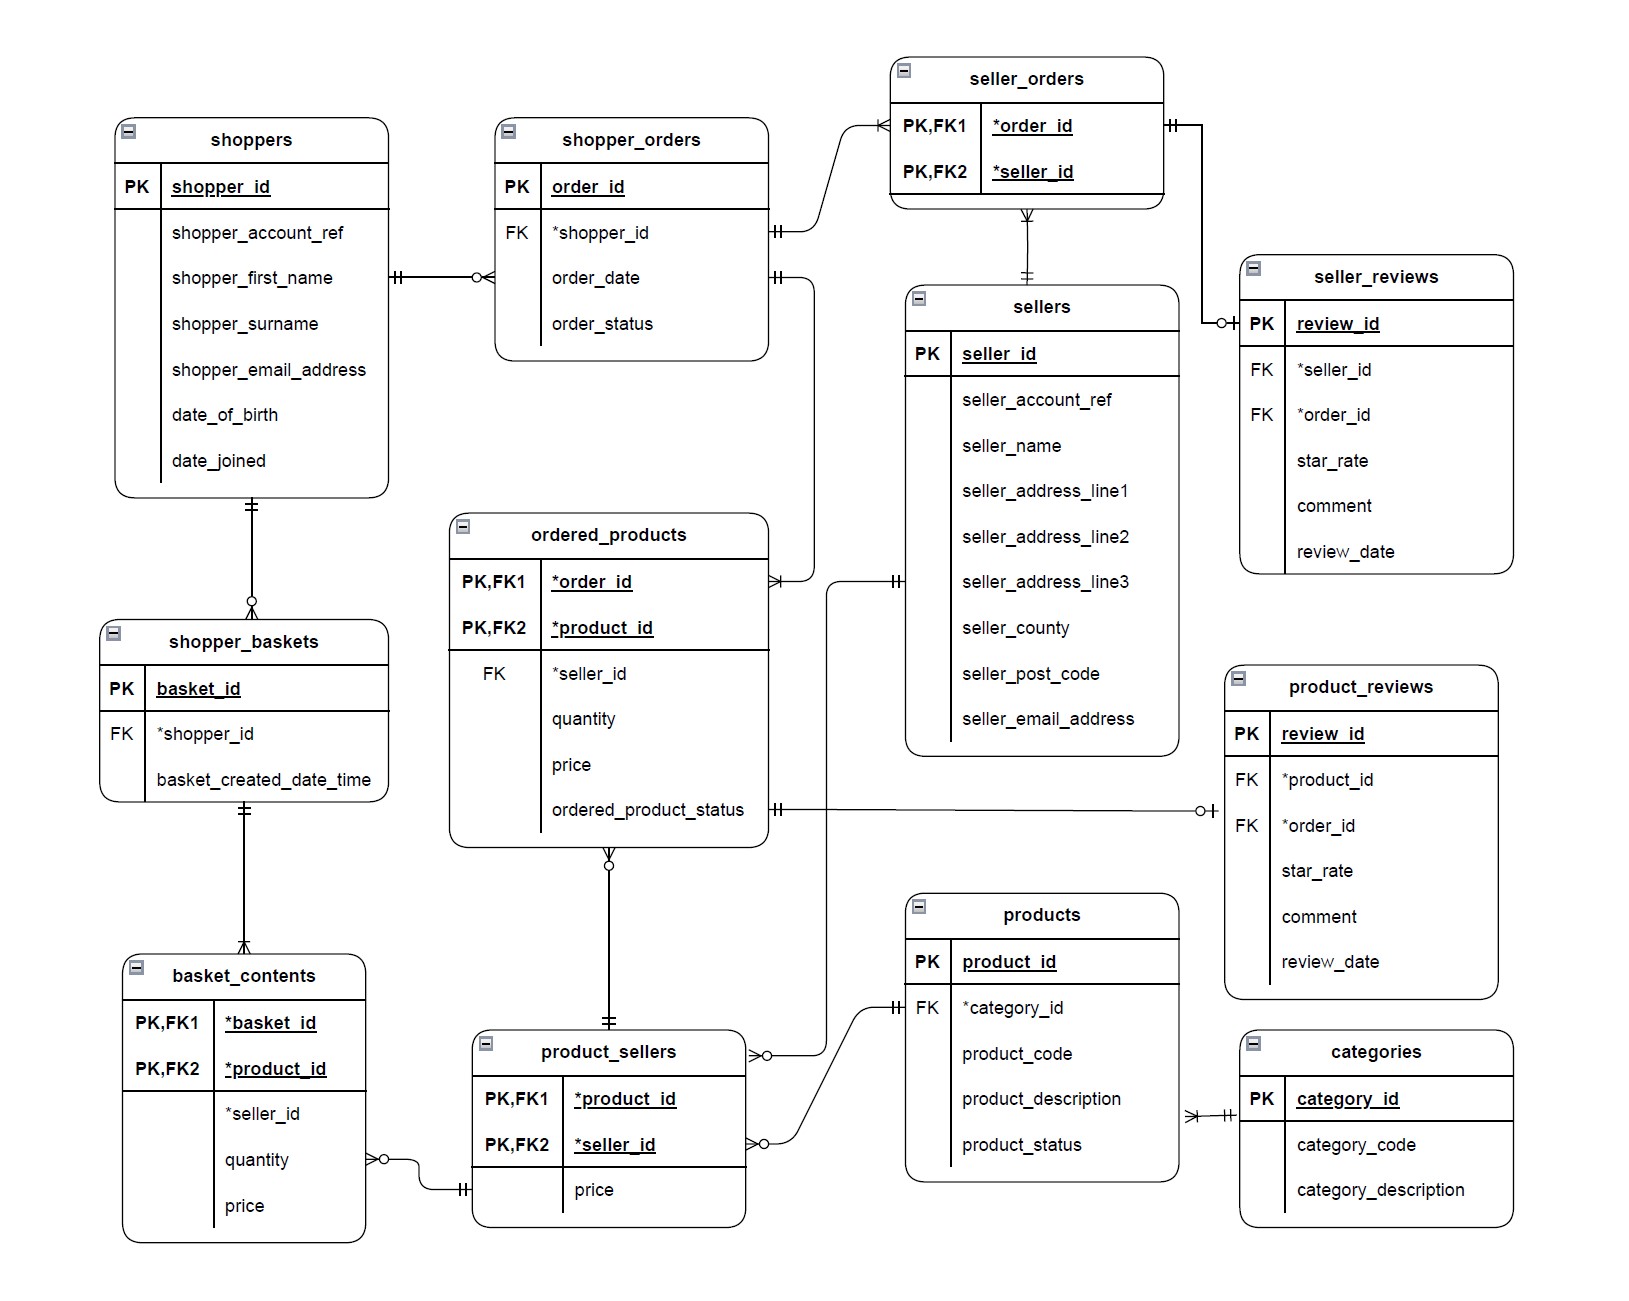 seller_orders
PK,FK1 *order_id
PK,FK2 *seller_id
shoppers
PK shopper_id
shopper_account_ref
shopper_first_name
shopper_surname
shopper_email_address
date_of_birth
date_joined
shopper_orders
PK order_id
FK *shopper_id
order_date
order_status
seller_reviews
PK review_id
FK *seller_id
FK *order_id
star_rate
comment
review_date
sellers
PK seller_id
seller_account_ref
seller_name
seller_address_line1
seller_address_line2
seller_address_line3
seller_county
seller_post_code
seller_email_address
ordered_products
PK,FK1 *order_id
PK,FK2 *product_id
FK *seller_id
quantity
price
ordered_product_status
shopper_baskets
PK basket_id
FK *shopper_id
basket_created_date_time
product_reviews
PK review_id
FK *product_id
FK *order_id
star_rate
comment
review_date
products
PK product_id
FK *category_id
product_code
product_description
product_status
basket_contents
PK,FK1 *basket_id
PK,FK2 *product_id
*seller_id
quantity
price
product_sellers
PK,FK1 *product_id
PK,FK2 *seller_id
price
categories
PK category_id
category_code
category_description